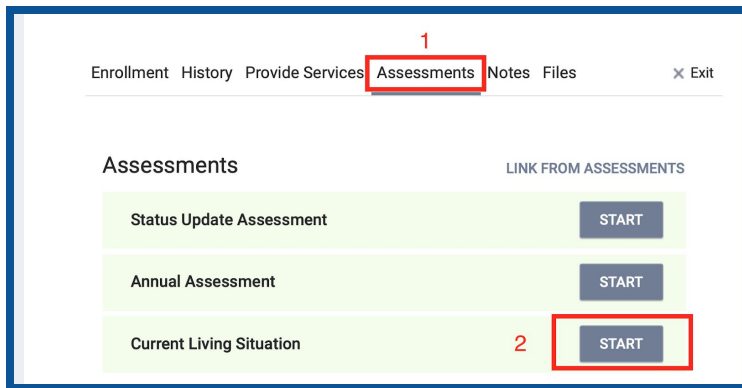 1
Enrollment History Provide Services Assessments Notes Files × Exit
Assessments LINK FROM ASSESSMENTS
Status Update Assessment START
Annual Assessment START
Current Living Situation 2 START